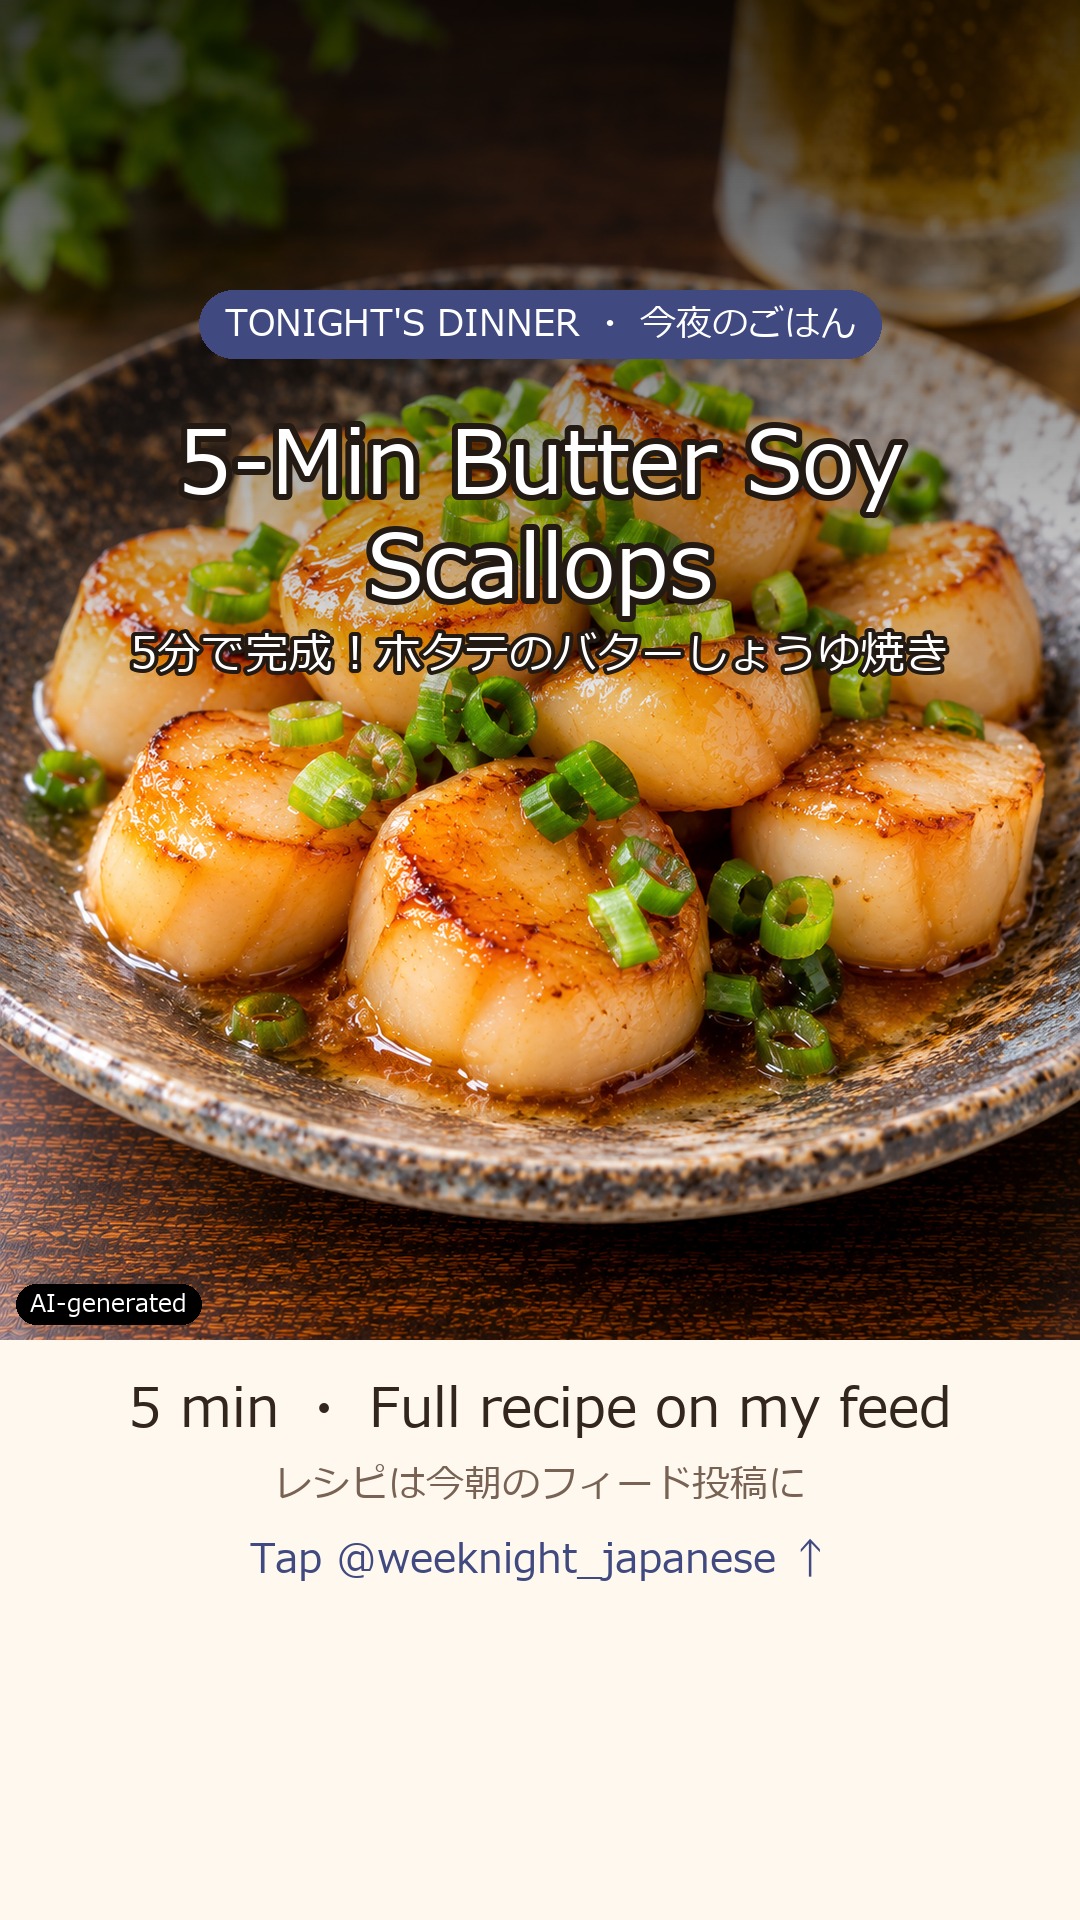 TONIGHT'S DINNER ・ 今夜のごはん
5-Min Butter Soy
Scallops
5分で完成！ホタテのバターしょうゆ焼き
AI-generated
5 min ・ Full recipe on my feed
レシピは今朝のフィード投稿に
Tap @weeknight_japanese ↑